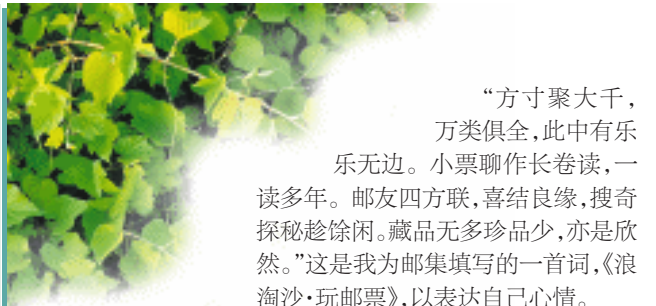 “方寸聚大千，
万类俱全，此中有乐
乐无边。小票聊作长卷读，一
读多年。邮友四方联，喜结良缘，搜奇
探秘趁馀闲。藏品无多珍品少，亦是欣
然。”这是我为邮集填写的一首词，《浪
淘沙·玩邮票》，以表达自己心情。